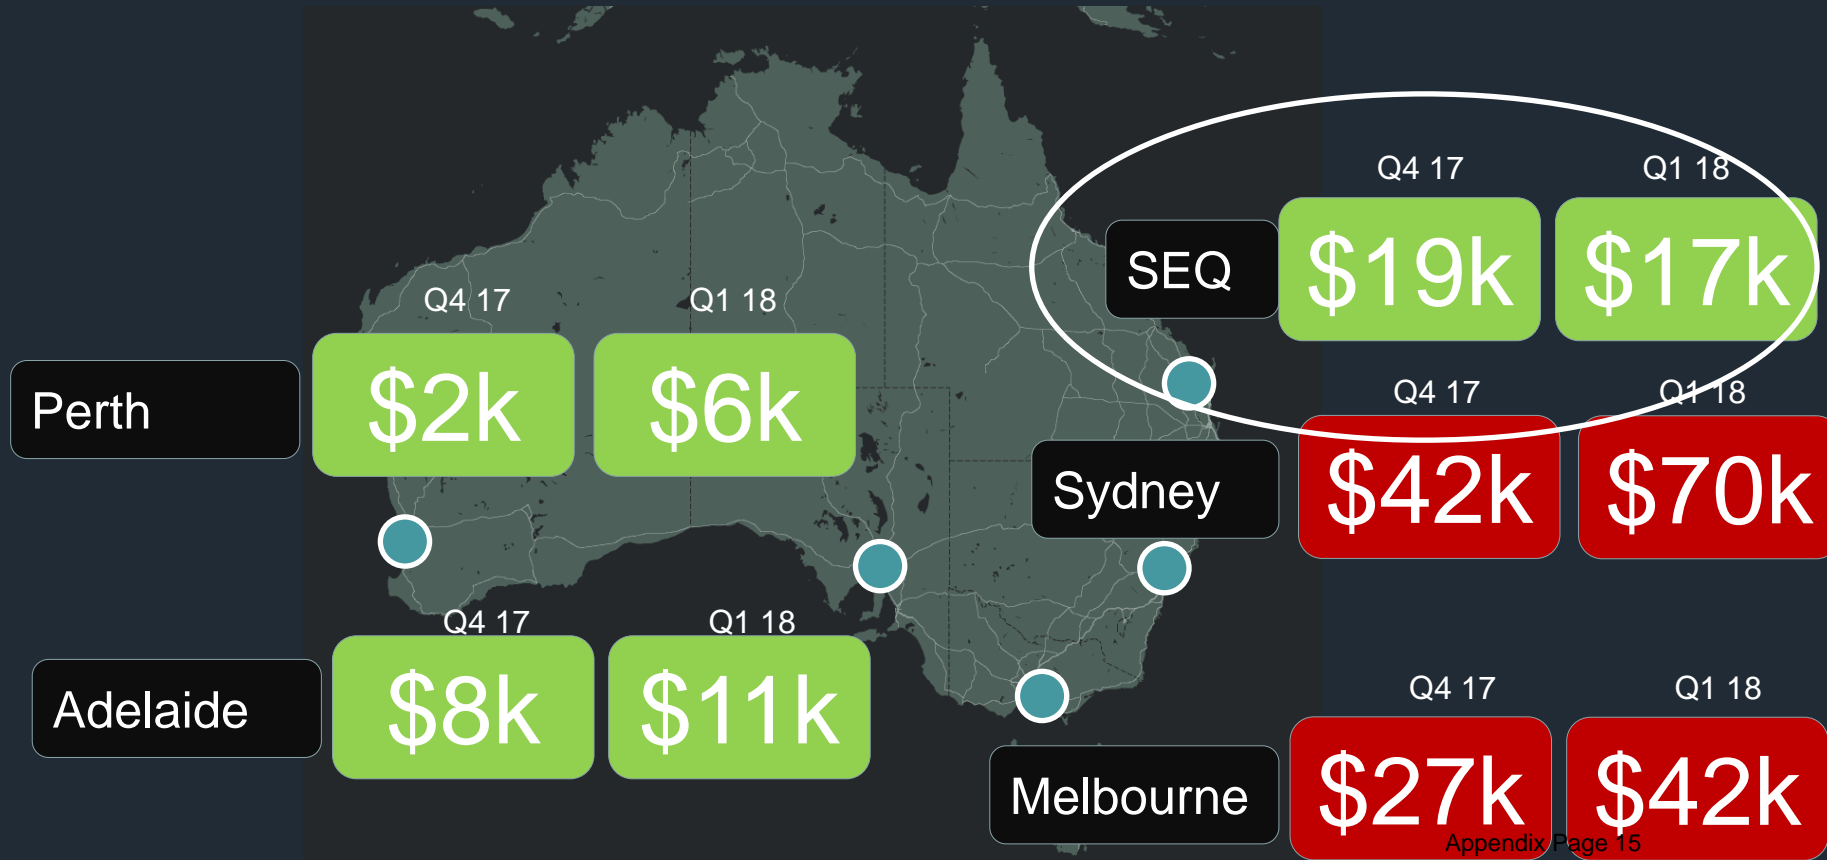 Q4 17 Q1 18
SEQ $19k $17k
Q4 17 Q1 18
Perth $2k $6k
Q4 17 Q1 18
Sydney $42k $70k
Q4 17 Q1 18
Adelaide $8k $11k
Q4 17 Q1 18
Melbourne $27k $42k
Appendix Page 15